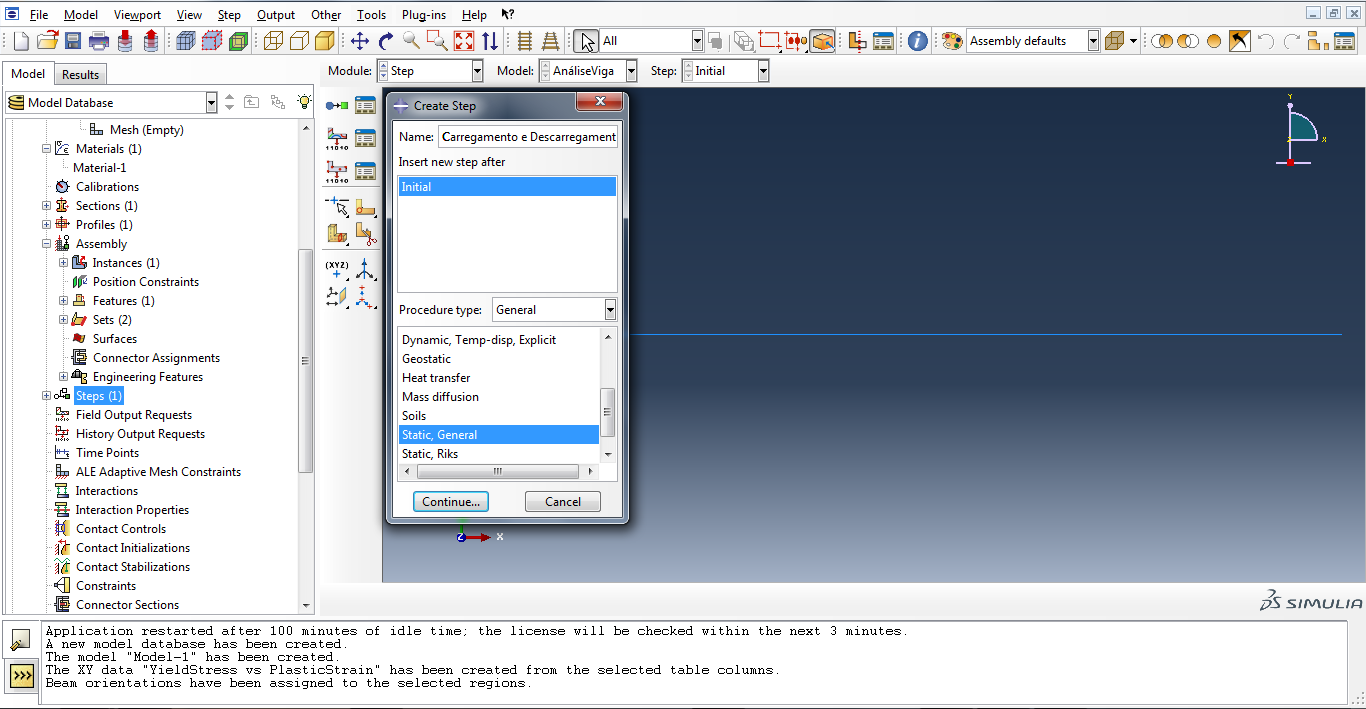 File Model Viewport View Step Output Other Tools Plug-ins Help
All Assembly defaults
Model Results
Module: Step Model: AnáliseViga Step: Initial
Model Database
Mesh (Empty)
Materials (1)
Material-1
Calibrations
Sections (1)
Profiles (1)
Assembly
Instances (1)
Position Constraints
Features (1)
Sets (2)
Surfaces
Connector Assignments
Engineering Features
Steps (1)
Field Output Requests
History Output Requests
Time Points
ALE Adaptive Mesh Constraints
Interactions
Interaction Properties
Contact Controls
Contact Initializations
Contact Stabilizations
Constraints
Connector Sections
(XYZ)
Create Step
Name: Carregamento e Descarregament
Insert new step after
Initial
Procedure type: General
Dynamic, Temp-disp, Explicit
Geostatic
Heat transfer
Mass diffusion
Soils
Static, General
Static, Riks
Continue... Cancel
Y
X
Z X
SIMULIA
Application restarted after 100 minutes of idle time; the license will be checked within the next 3 minutes.
A new model database has been created.
The model "Model-1" has been created.
The XY data "YieldStress vs PlasticStrain" has been created from the selected table columns.
Beam orientations have been assigned to the selected regions.